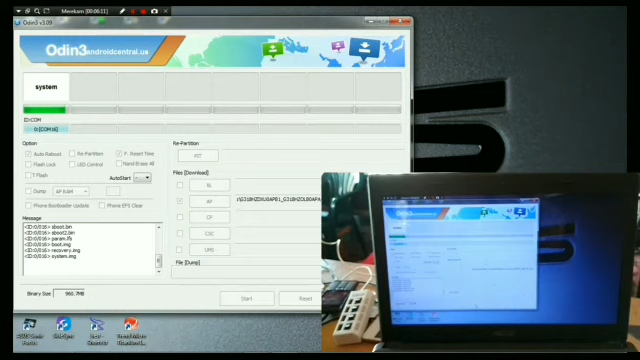 Merekam [00:06:11]
Odin3 v3.09
Odin3 androidcentral.us
system
ID:COM
0:[COM16]
Option
Auto Reboot
Re-Partition
F. Reset Time
Flash Lock
LED Control
Nand Erase All
T Flash
AutoStart
Dump
AP RAM
Phone Bootloader Update
Phone EFS Clear
Message
<ID:0/016> sboot.bin
<ID:0/016> sboot2.bin
<ID:0/016> param.lfs
<ID:0/016> boot.img
<ID:0/016> recovery.img
<ID:0/016> system.img
Binary Size
960.7MB
Re-Partition
PIT
Files [Download]
BL
AP
CP
CSC
UMS
File [Dump]
Start
Reset